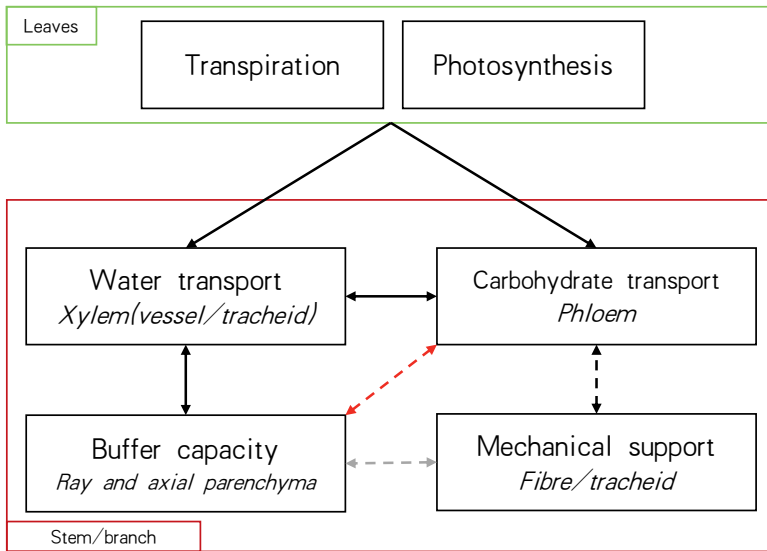 Leaves
Transpiration
Photosynthesis
Water transport
Xylem(vessel/tracheid)
Carbohydrate transport
Phloem
Buffer capacity
Ray and axial parenchyma
Mechanical support
Fibre/tracheid
Stem/branch